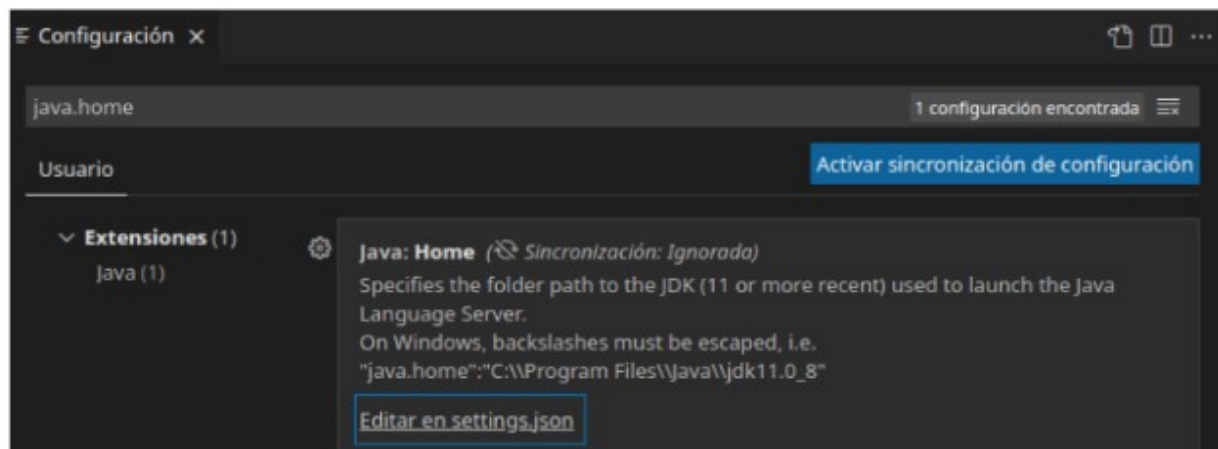 Configuración
java.home
1 configuración encontrada
Usuario
Activar sincronización de configuración
Extensiones (1)
Java (1)
Java: Home (Sincronización: Ignorada)
Specifies the folder path to the JDK (11 or more recent) used to launch the Java
Language Server.
On Windows, backslashes must be escaped, i.e.
"java.home":"C:\\Program Files\\Java\\jdk11.0_8"
Editar en settings.json